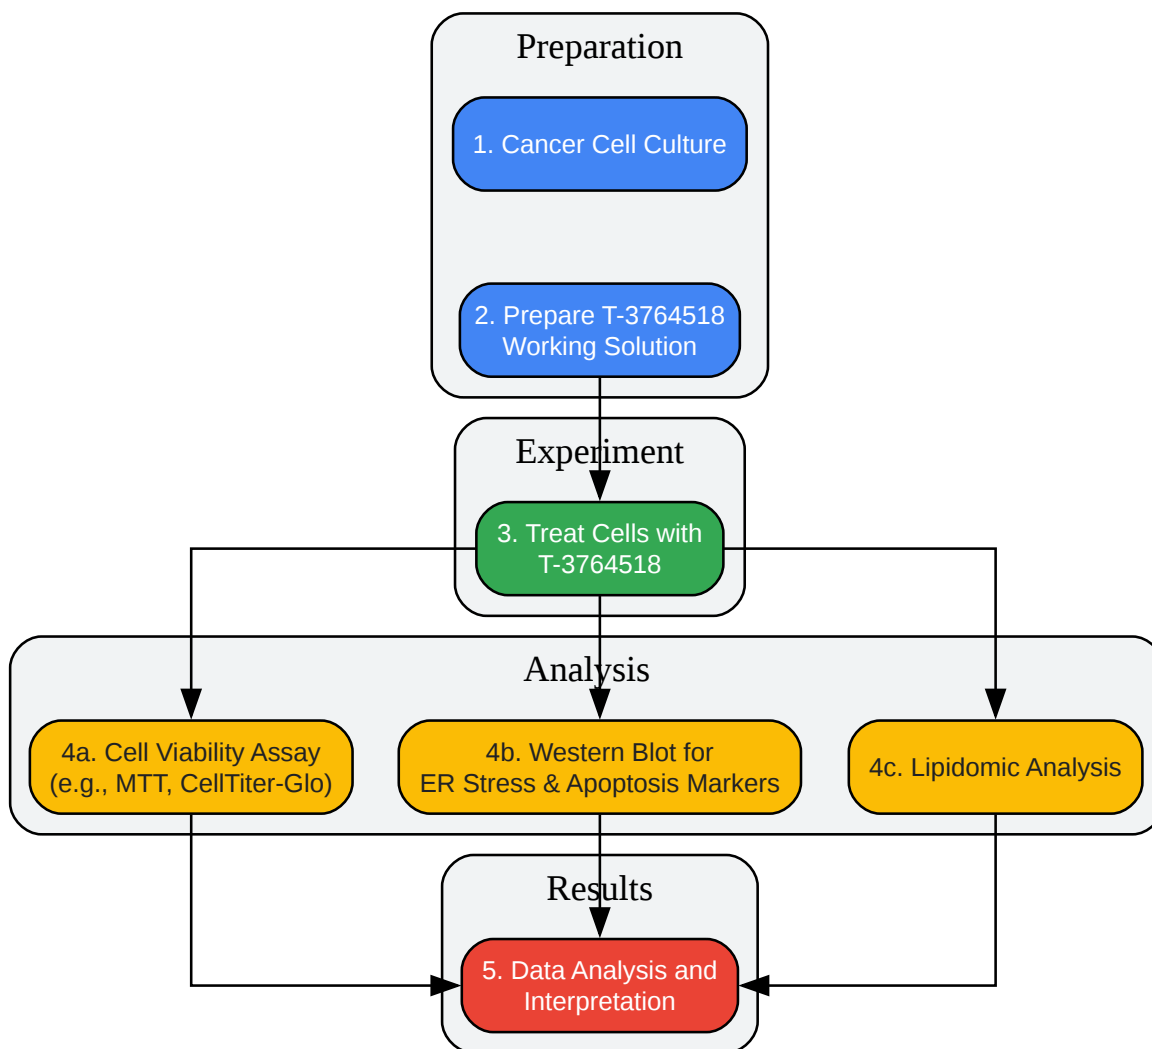 Preparation
1. Cancer Cell Culture
2. Prepare T-3764518
Working Solution
Experiment
3. Treat Cells with
T-3764518
Analysis
4a. Cell Viability Assay
(e.g., MTT, CellTiter-Glo)
4b. Western Blot for
ER Stress & Apoptosis Markers
4c. Lipidomic Analysis
Results
5. Data Analysis and
Interpretation